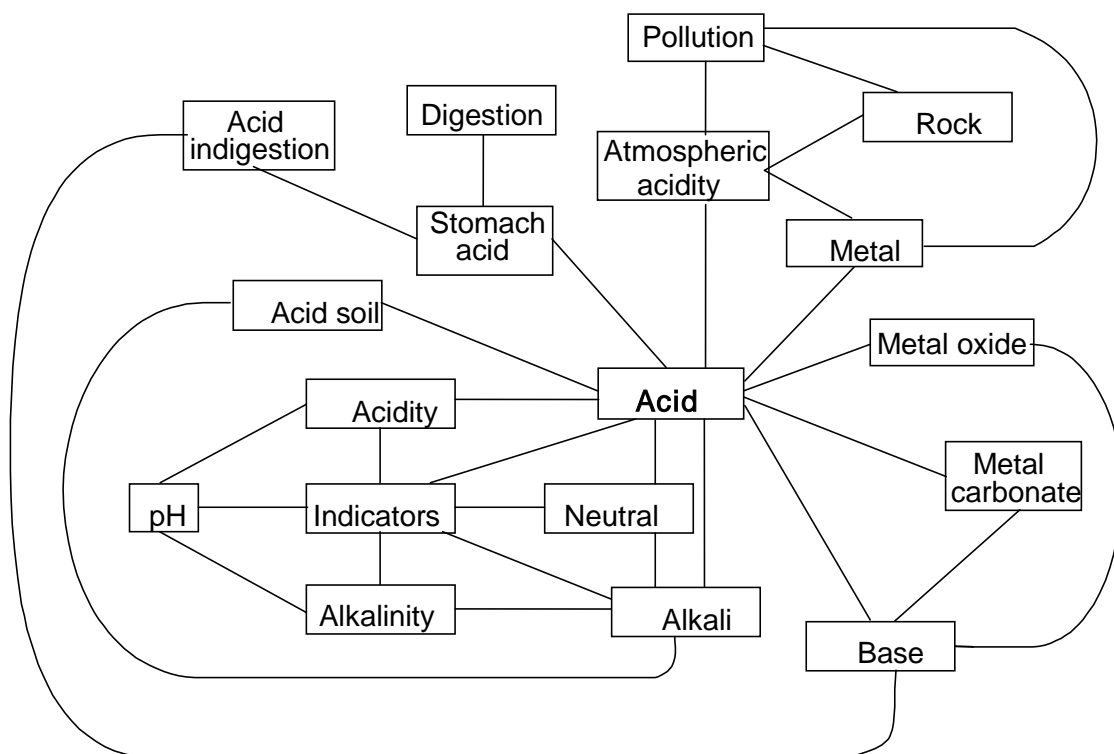 Pollution
Digestion
Acid
indigestion
Rock
Atmospheric
acidity
Stomach
acid
Metal
Acid soil
Metal oxide
Acid
Acidity
Metal
carbonate
pH
Indicators
Neutral
Alkalinity
Alkali
Base